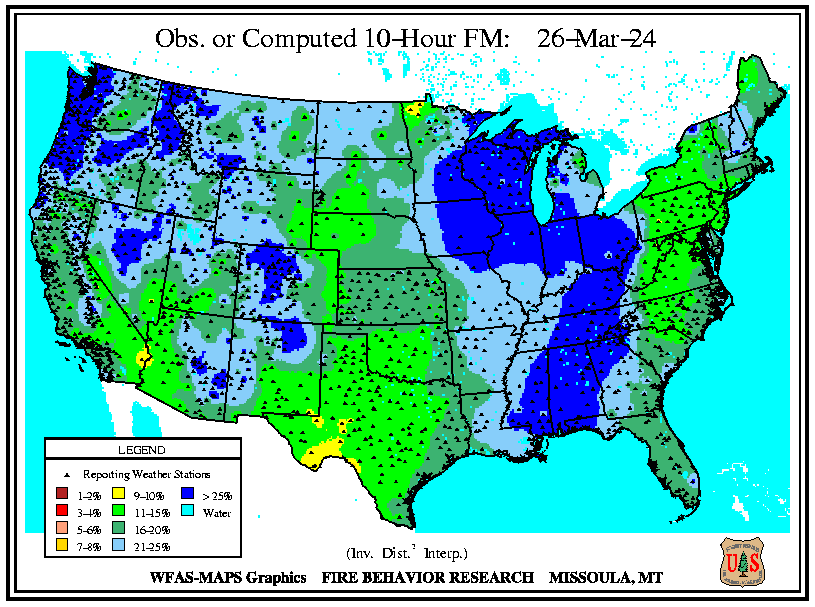 Obs. or Computed 10-Hour FM: 26-Mar-24
LEGEND
Reporting Weather Stations
1-2% 9-10% > 25%
3-4% 11-15% Water
5-6% 16-20%
7-8% 21-25%
(Inv. Dist.² Interp.)
WFAS-MAPS Graphics FIRE BEHAVIOR RESEARCH MISSOULA, MT
U S